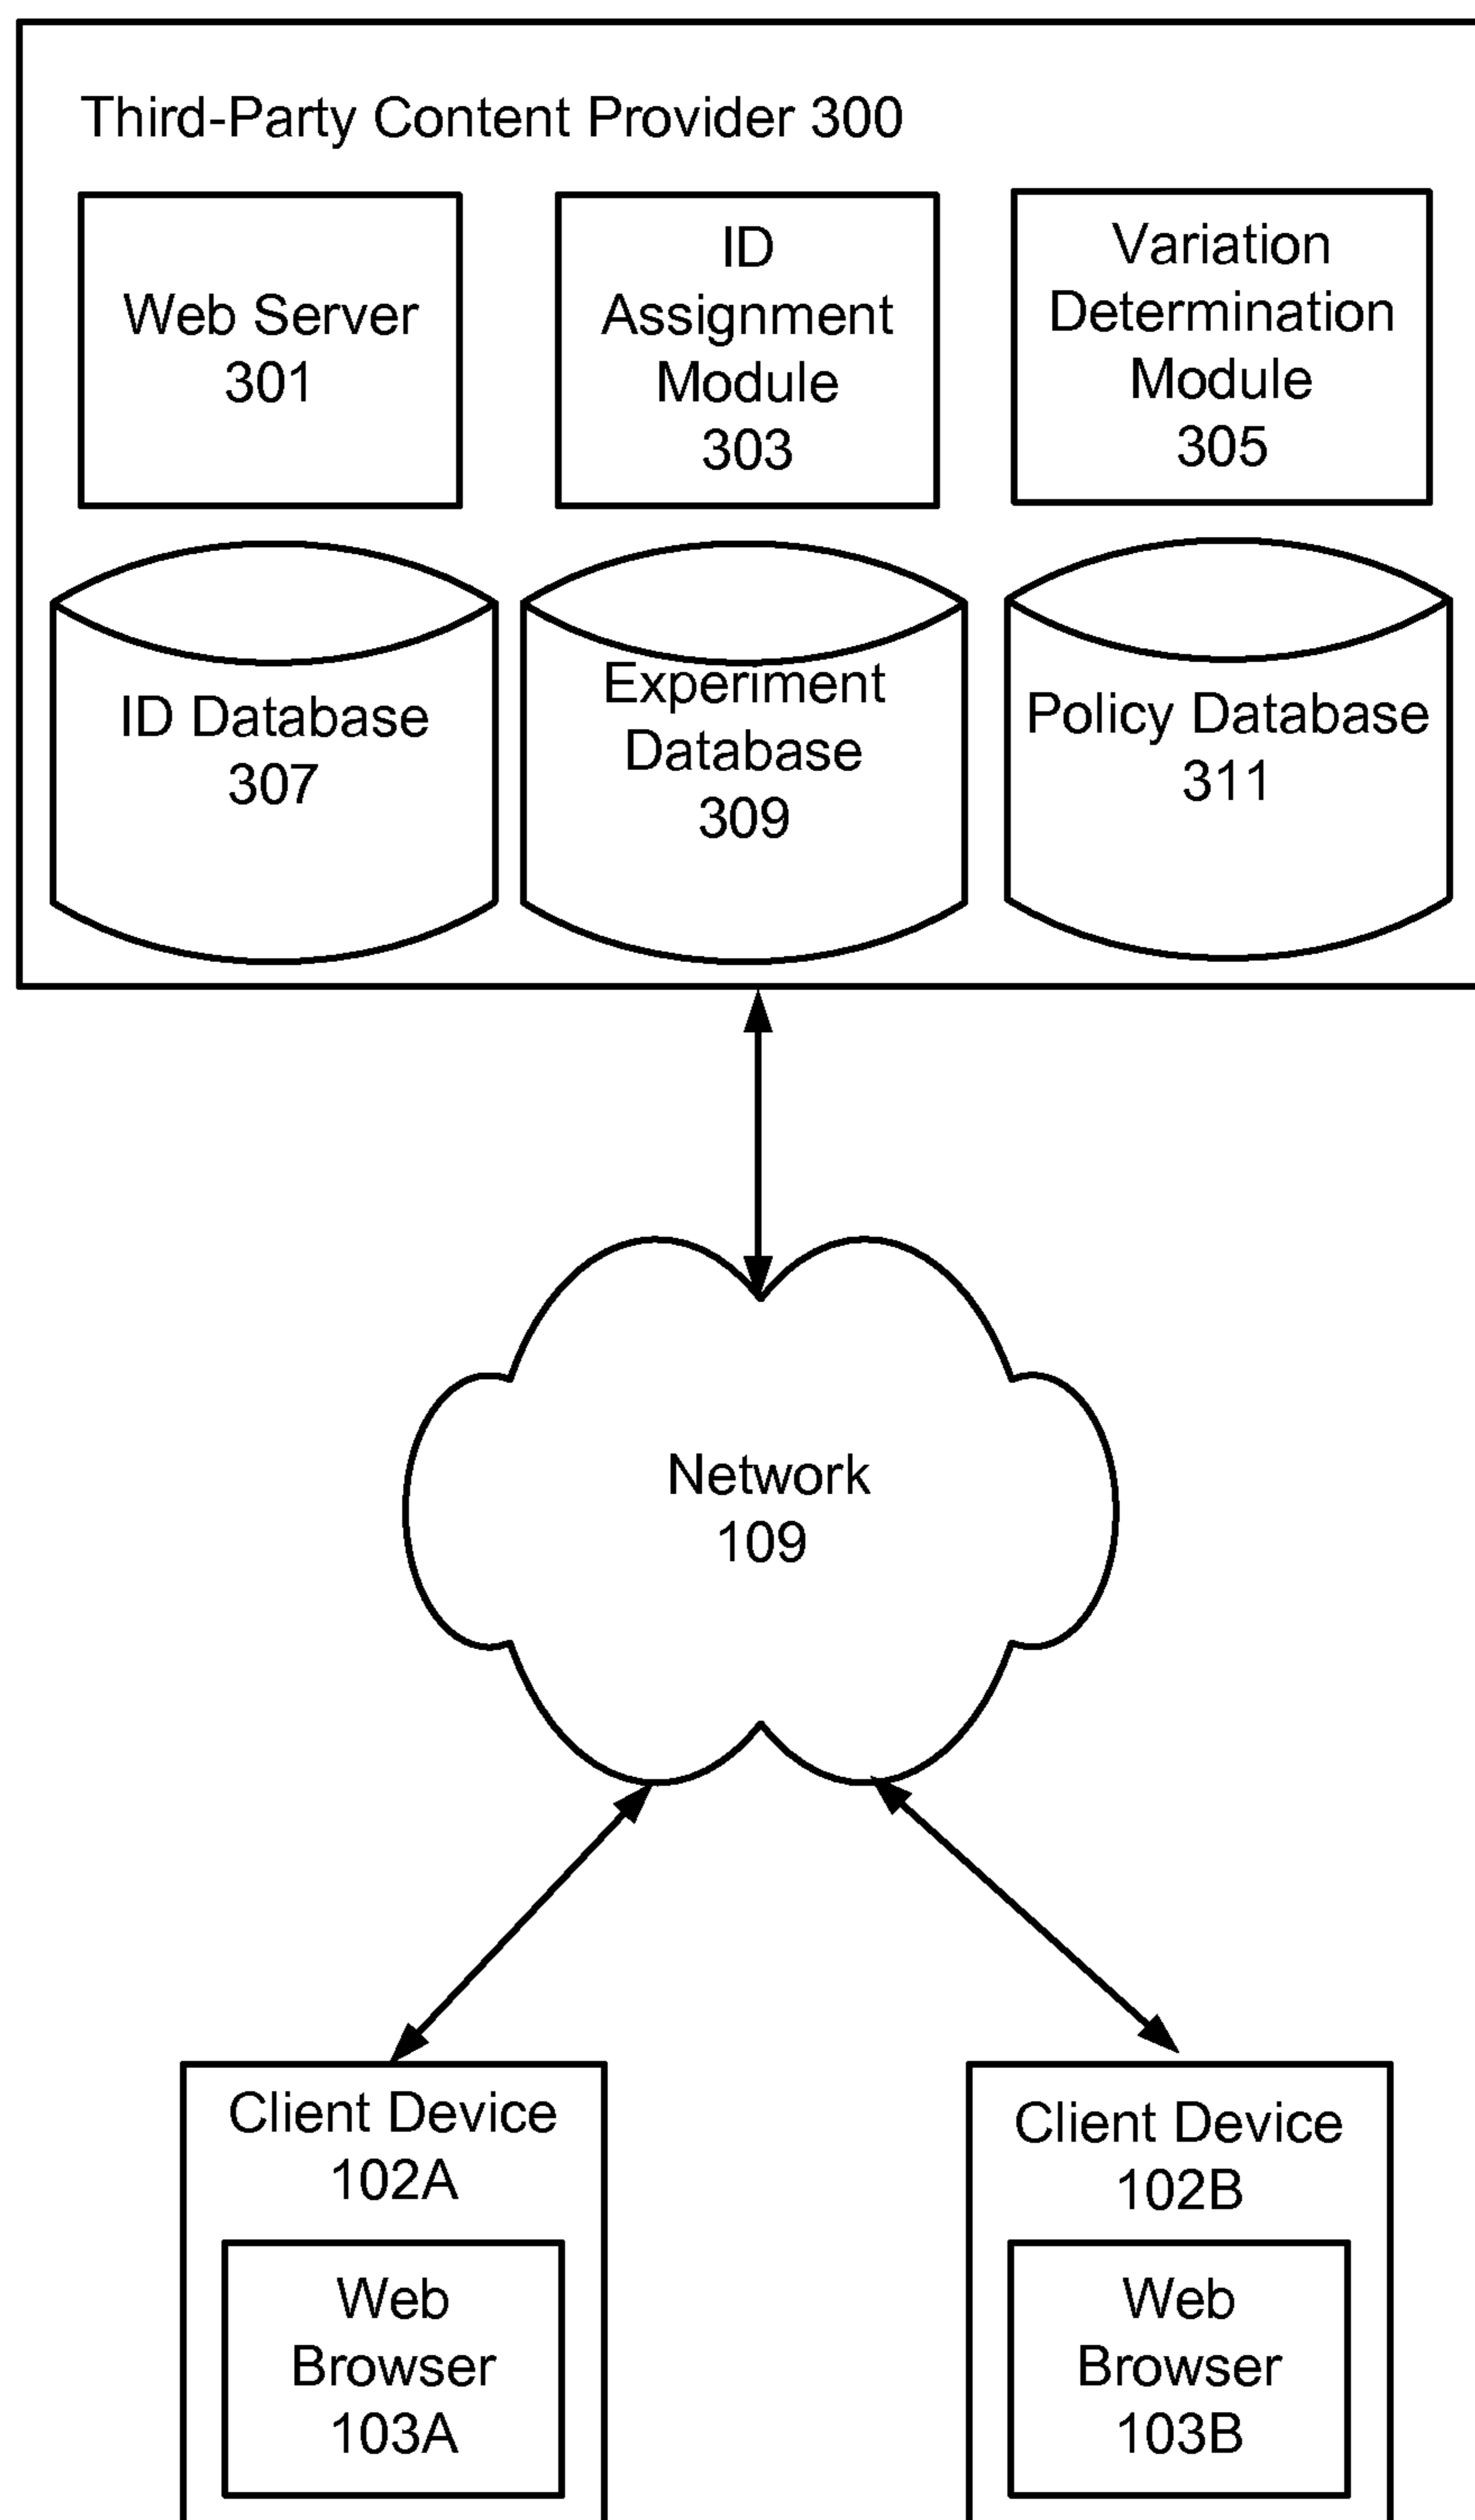 Third-Party Content Provider 300
Web Server
301
ID
Assignment
Module
303
Variation
Determination
Module
305
ID Database
307
Experiment
Database
309
Policy Database
311
Network
109
Client Device
102A
Web
Browser
103A
Client Device
102B
Web
Browser
103B